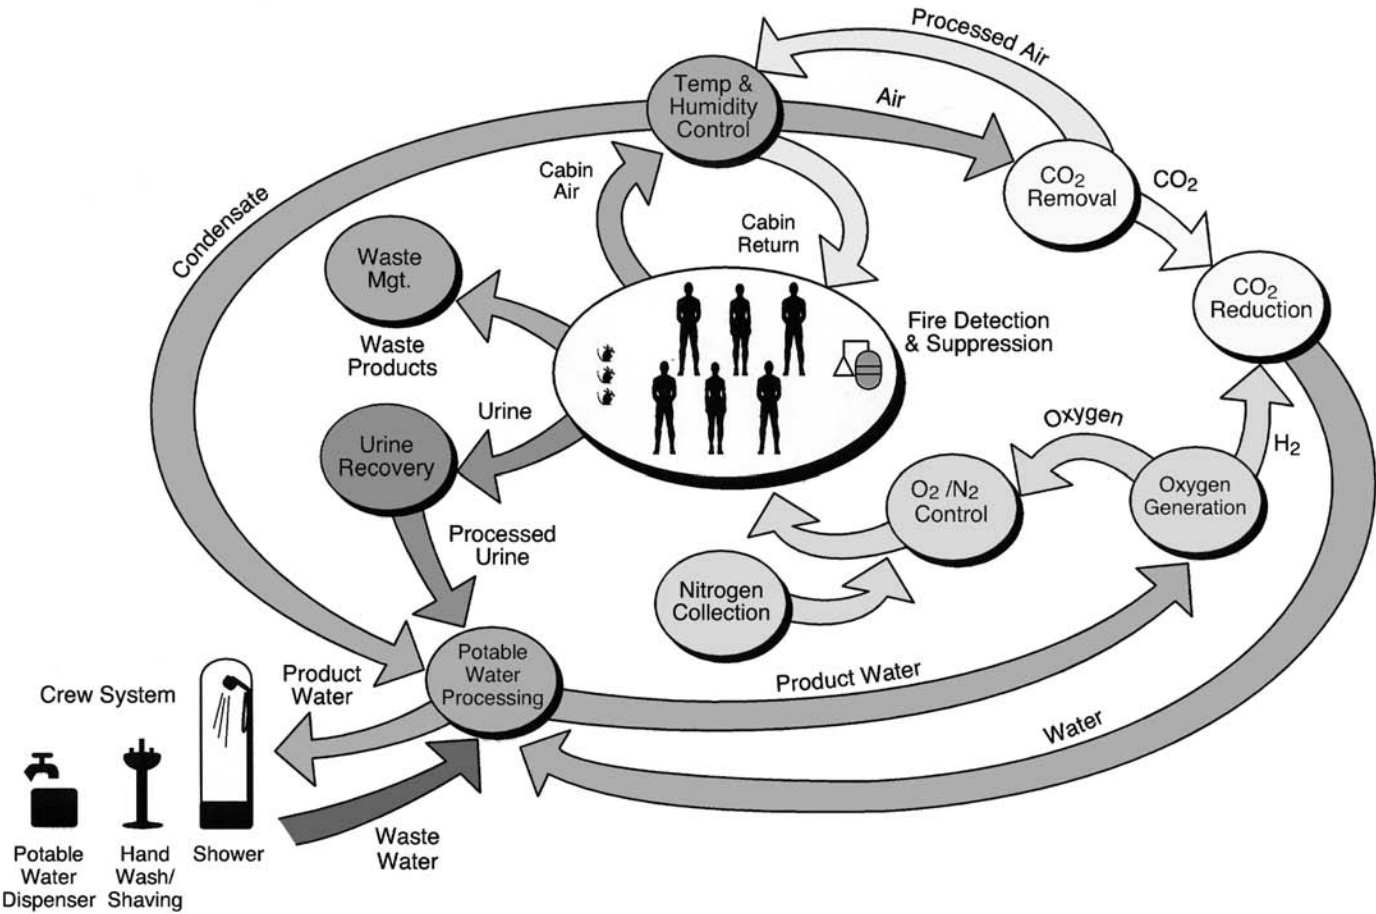 Processed Air
Temp &
Humidity
Control
Air
CO2
Removal
CO2
Cabin
Air
Cabin
Return
Condensate
Waste
Mgt.
Waste
Products
CO2
Reduction
Fire Detection
& Suppression
Urine
Urine
Recovery
Oxygen
H2
O2 /N2
Control
Oxygen
Generation
Processed
Urine
Nitrogen
Collection
Potable
Water
Processing
Product
Water
Product Water
Water
Crew System
Waste
Water
Potable
Water
Dispenser
Hand
Wash/
Shaving
Shower